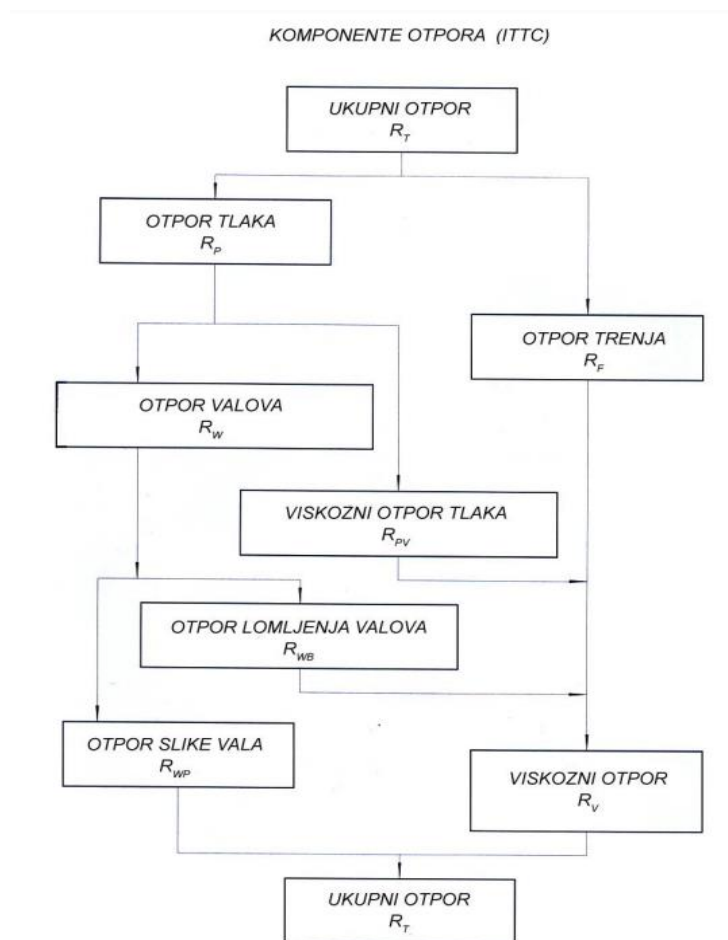 KOMPONENTE OTPORA (ITTC)
UKUPNI OTPOR
R_T
OTPOR TLAKA
R_P
OTPOR TRENJA
R_F
OTPOR VALOVA
R_W
VISKOZNI OTPOR TLAKA
R_PV
OTPOR LOMLJENJA VALOVA
R_WB
OTPOR SLIKE VALA
R_WP
VISKOZNI OTPOR
R_V
UKUPNI OTPOR
R_T